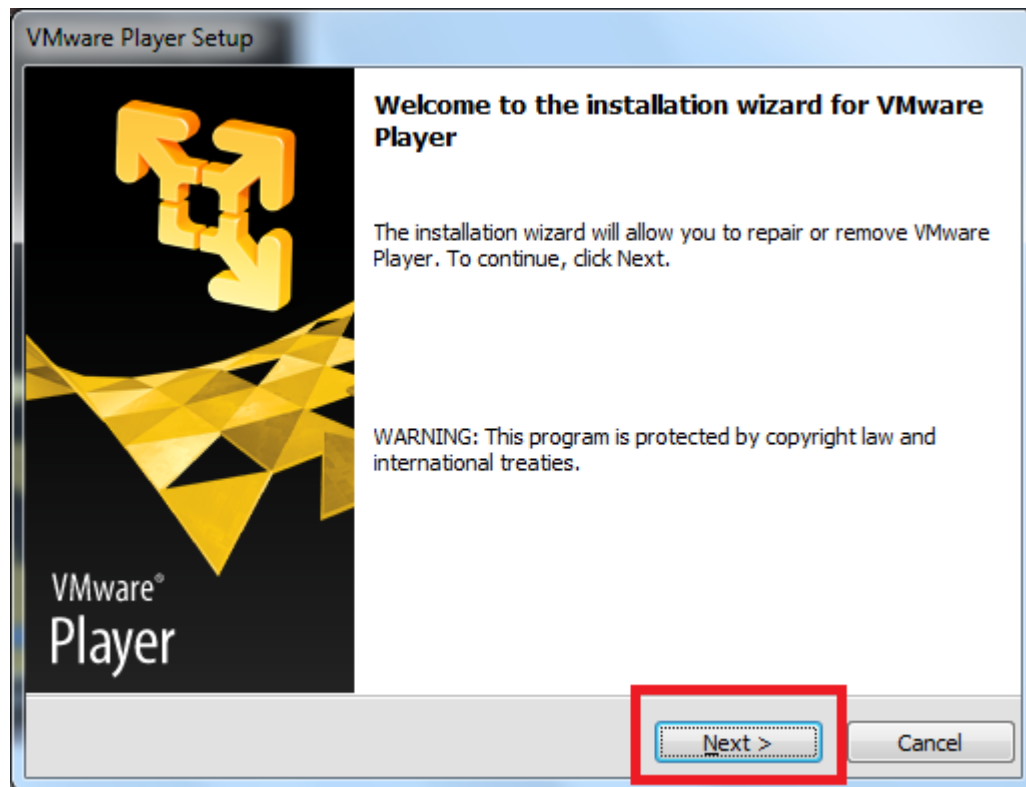 VMware Player Setup
Welcome to the installation wizard for VMware
Player
The installation wizard will allow you to repair or remove VMware
Player. To continue, click Next.
WARNING: This program is protected by copyright law and
international treaties.
VMware®
Player
Next >
Cancel